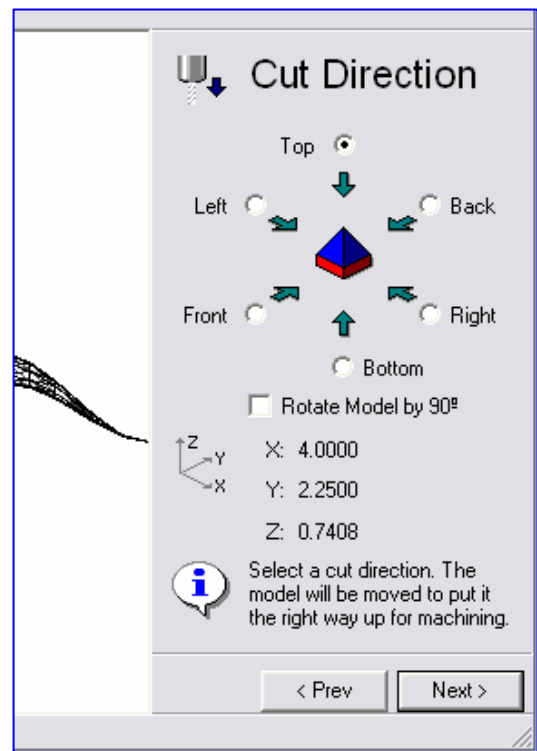 Cut Direction
Top
Left
Back
Front
Right
Bottom
Rotate Model by 90º
Z
Y
X
X: 4.0000
Y: 2.2500
Z: 0.7408
Select a cut direction. The
model will be moved to put it
the right way up for machining.
< Prev
Next >